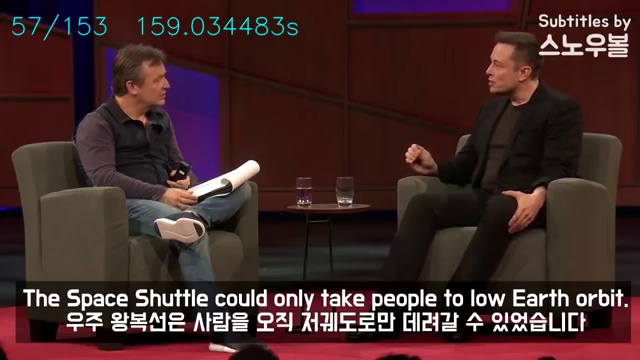 57/153 159.034483s
Subtitles by
스노우볼
The Space Shuttle could only take people to low Earth orbit.
우주 왕복선은 사람을 오직 저궤도로만 데려갈 수 있었습니다